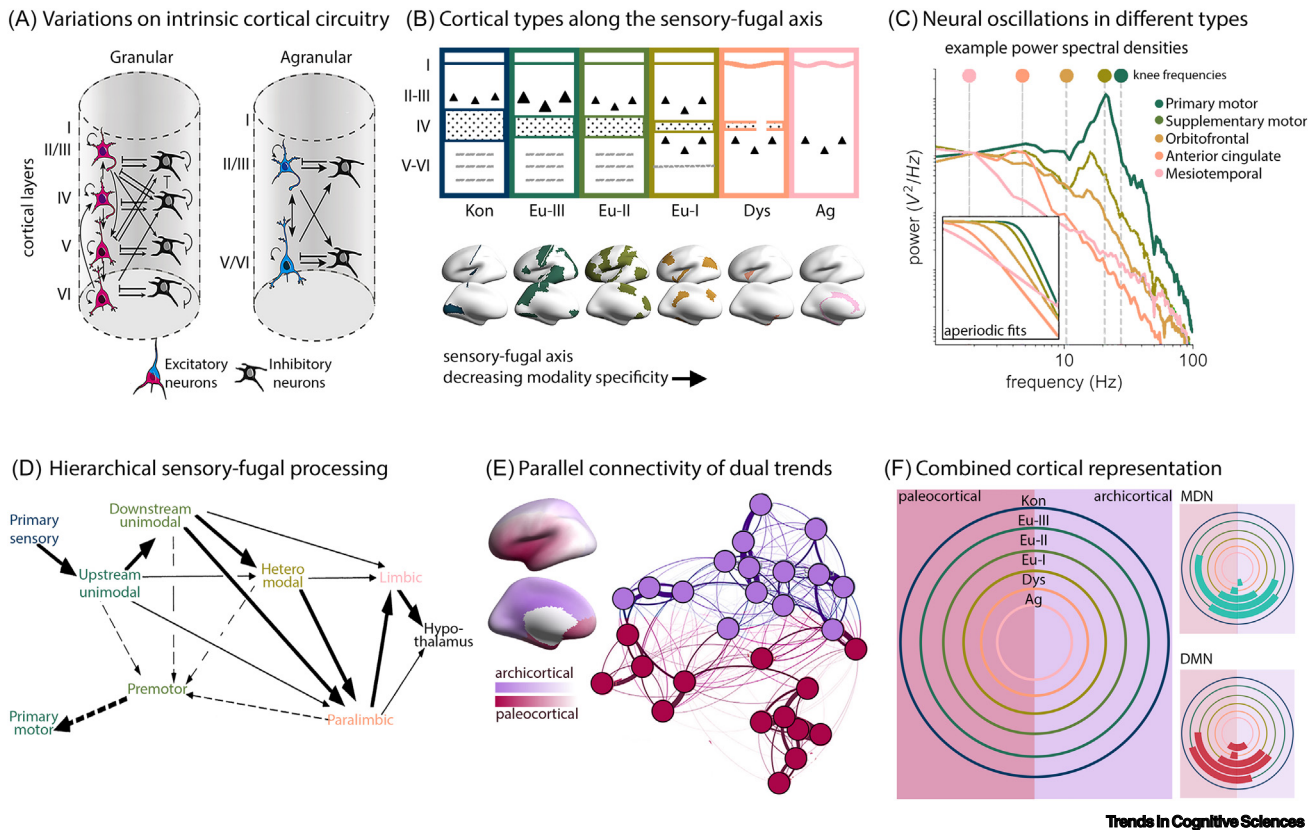 (A) Variations on intrinsic cortical circuitry
Granular
Agranular
cortical layers
I
II/III
IV
V
VI
I
II/III
V/VI
Excitatory
neurons
Inhibitory
neurons
(B) Cortical types along the sensory-fugal axis
I
II-III
IV
V-VI
Kon
Eu-III
Eu-II
Eu-I
Dys
Ag
sensory-fugal axis
decreasing modality specificity
(C) Neural oscillations in different types
example power spectral densities
knee frequencies
Primary motor
Supplementary motor
Orbitofrontal
Anterior cingulate
Mesiotemporal
power (V²/Hz)
aperiodic fits
10
100
frequency (Hz)
(D) Hierarchical sensory-fugal processing
Primary
sensory
Downstream
unimodal
Upstream
unimodal
Hetero
modal
Limbic
Hypo-
thalamus
Premotor
Primary
motor
Paralimbic
(E) Parallel connectivity of dual trends
archicortical
paleocortical
(F) Combined cortical representation
paleocortical
archicortical
Kon
Eu-III
Eu-II
Eu-I
Dys
Ag
MDN
DMN
Trends in Cognitive Sciences